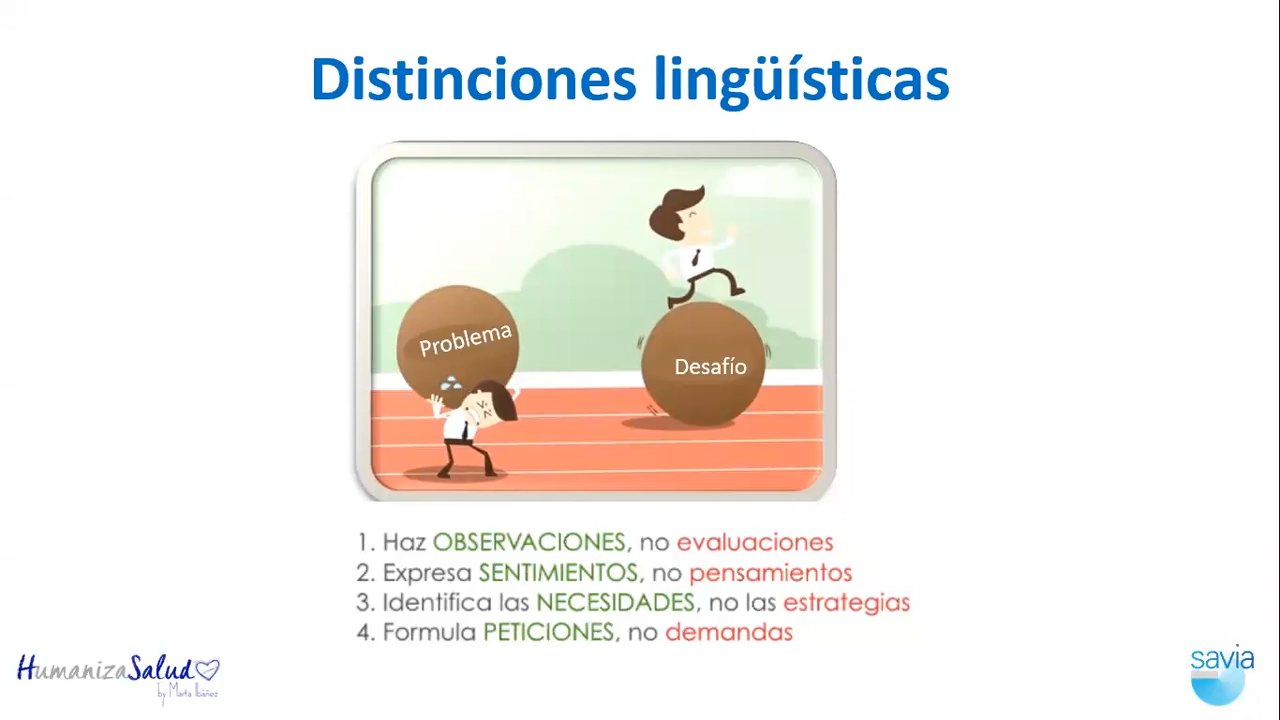 Distinciones lingüísticas
Problema
Desafío
1. Haz OBSERVACIONES, no evaluaciones
2. Expresa SENTIMIENTOS, no pensamientos
3. Identifica las NECESIDADES, no las estrategias
4. Formula PETICIONES, no demandas
HumanizaSalud
by Marta Ibáñez
savia